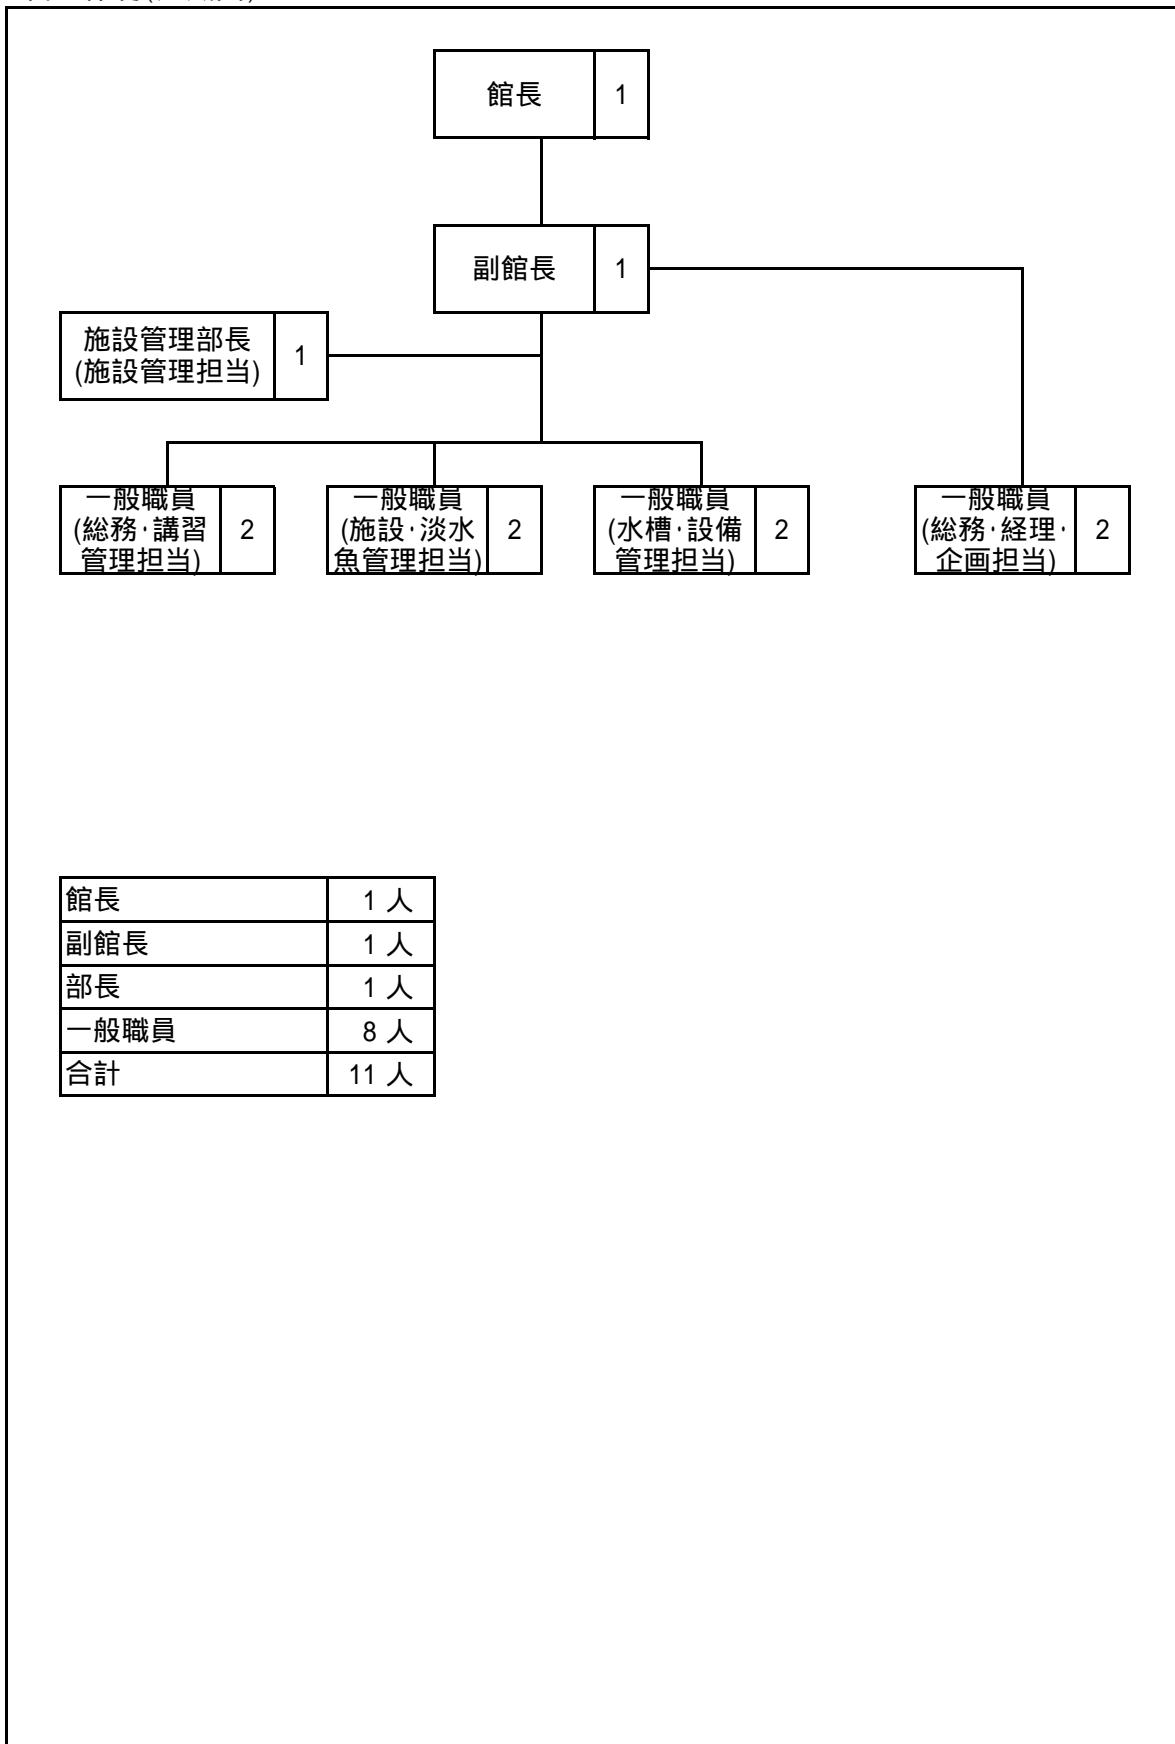 館長 1
副館長 1
施設管理部長
(施設管理担当)
1
一般職員
(総務・講習
管理担当)
2
一般職員
(施設・淡水
魚管理担当)
2
一般職員
(水槽・設備
管理担当)
2
一般職員
(総務・経理・
企画担当)
2
館長 1 人
副館長 1 人
部長 1 人
一般職員 8 人
合計 11 人